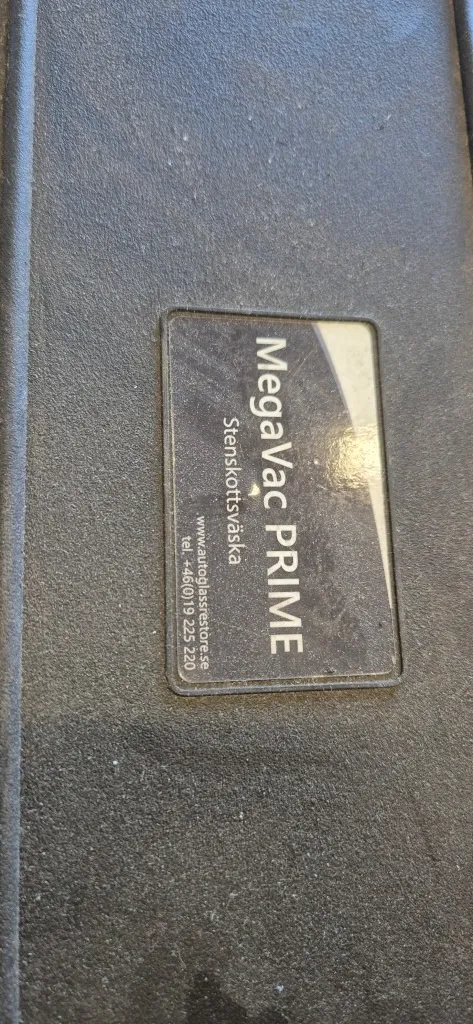 MegaVac PRIME
Stenskottsväska
www.autoglassrestore.se
tel. +46(0)19 225 220